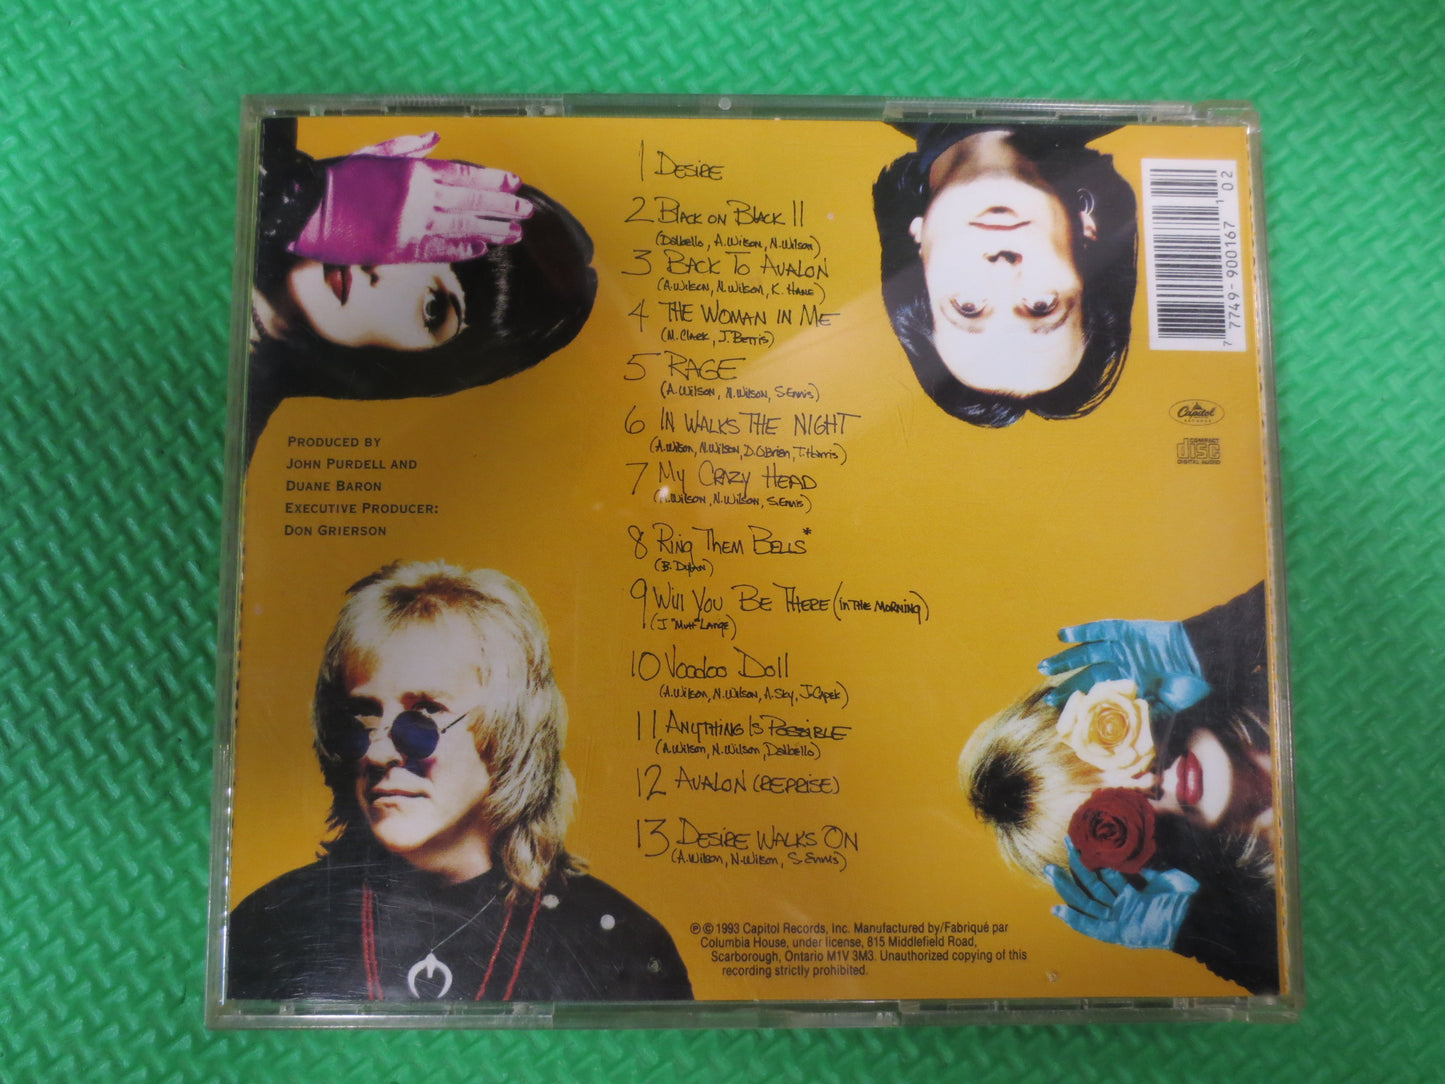 1 Desire
2 Black on Black II
(Dalbello, A. Wilson, N. Wilson)
3 Back To Avalon
(A. Wilson, N. Wilson, K. Hane)
4 The Woman in Me
(M. Clark, J. Bettis)
5 Rage
(A. Wilson, N. Wilson, S. Ennis)
6 In Walks The Night
(A. Wilson, N. Wilson, D. O'Brien, T. Harris)
7 My Crazy Head
(A. Wilson, N. Wilson, S. Ennis)
8 Ring Them Bells*
(B. Dylan)
9 Will You Be There (in the Morning)
(J "Mutt" Lange)
10 Voodoo Doll
(A. Wilson, N. Wilson, A. Sky, J. Capek)
11 Anything Is Possible
(A. Wilson, N. Wilson, Dalbello)
12 Avalon (Reprise)
13 Desire Walks On
(A. Wilson, N. Wilson, S. Ennis)
Produced by
John Purdell and
Duane Baron
Executive Producer:
Don Grierson
7 7749-900167 1 02
Capitol
RECORDS
COMPACT
disc
DIGITAL AUDIO
℗ © 1993 Capitol Records, Inc. Manufactured by/Fabriqué par
Columbia House, under license, 815 Middlefield Road,
Scarborough, Ontario M1V 3M3. Unauthorized copying of this
recording strictly prohibited.